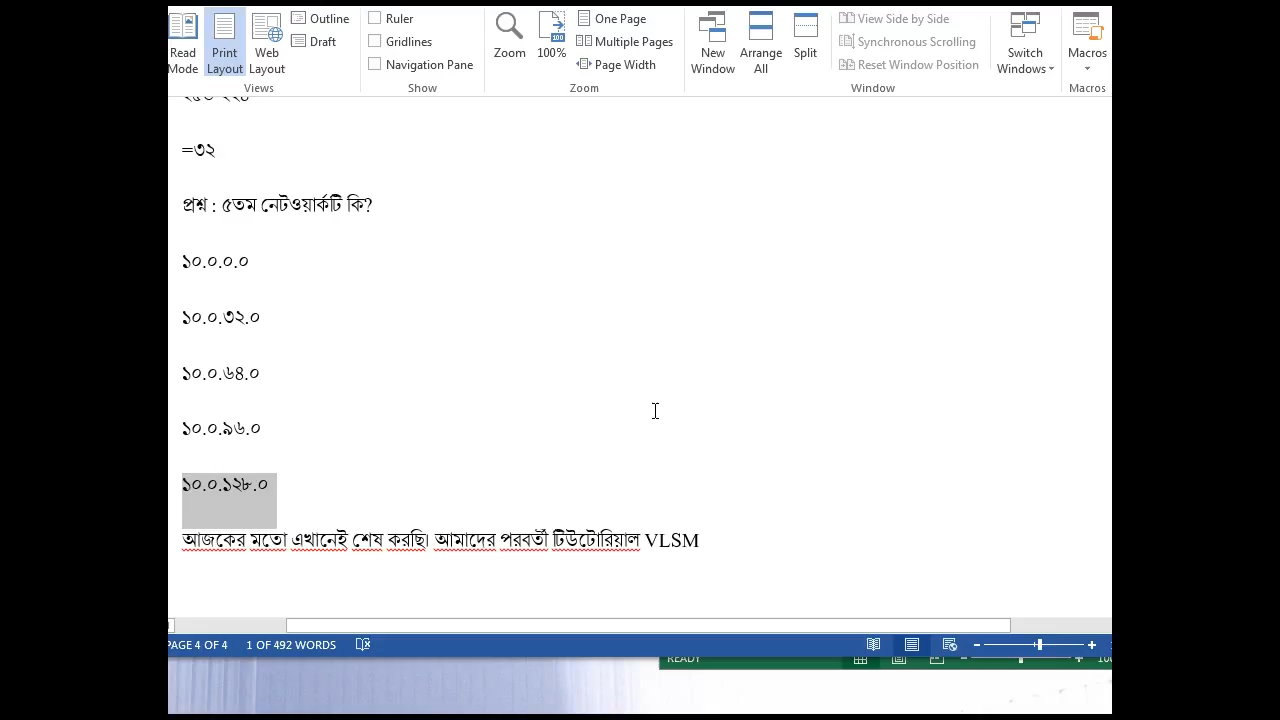 Outline
Draft
Read Mode
Print Layout
Web Layout
Views
Ruler
Gridlines
Navigation Pane
Show
Zoom
100%
One Page
Multiple Pages
Page Width
Zoom
New Window
Arrange All
Split
View Side by Side
Synchronous Scrolling
Reset Window Position
Window
Switch Windows
Macros
Macros
=৩২
প্রশ্ন : ৫তম নেটওয়ার্কটি কি?
১০.০.০.০
১০.০.৩২.০
১০.০.৬৪.০
১০.০.৯৬.০
১০.০.১২৮.০
আজকের মতো এখানেই শেষ করছি। আমাদের পরবর্তী টিউটোরিয়াল VLSM
PAGE 4 OF 4 1 OF 492 WORDS
READY